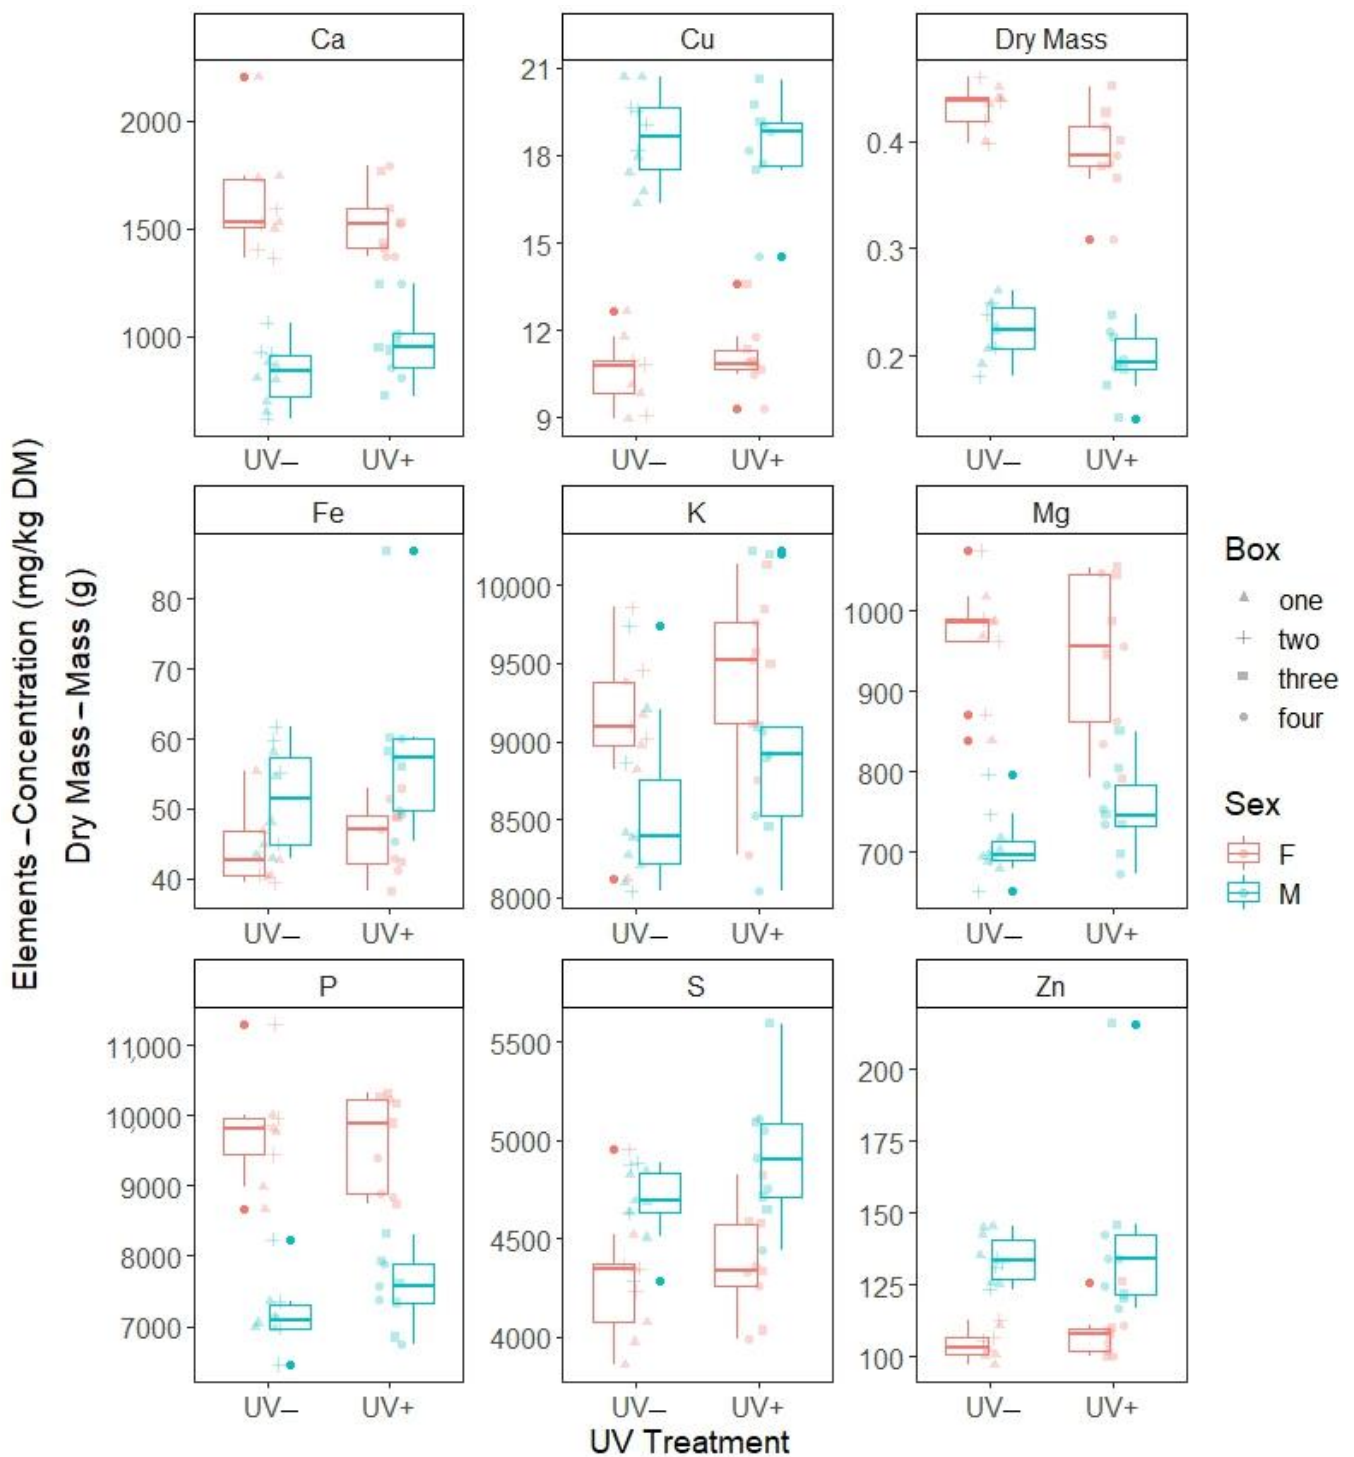 Ca
Cu
Dry Mass
2000
1500
1000
21
18
15
12
9
0.4
0.3
0.2
UV–
UV+
UV–
UV+
UV–
UV+
Fe
K
Mg
80
70
60
50
40
10,000
9500
9000
8500
8000
1000
900
800
700
UV–
UV+
UV–
UV+
UV–
UV+
P
S
Zn
11,000
10000
9000
8000
7000
5500
5000
4500
4000
200
175
150
125
100
UV–
UV+
UV–
UV+
UV–
UV+
UV Treatment
Elements –Concentration (mg/kg DM)
Dry Mass –Mass (g)
Box
one
two
three
four
Sex
F
M